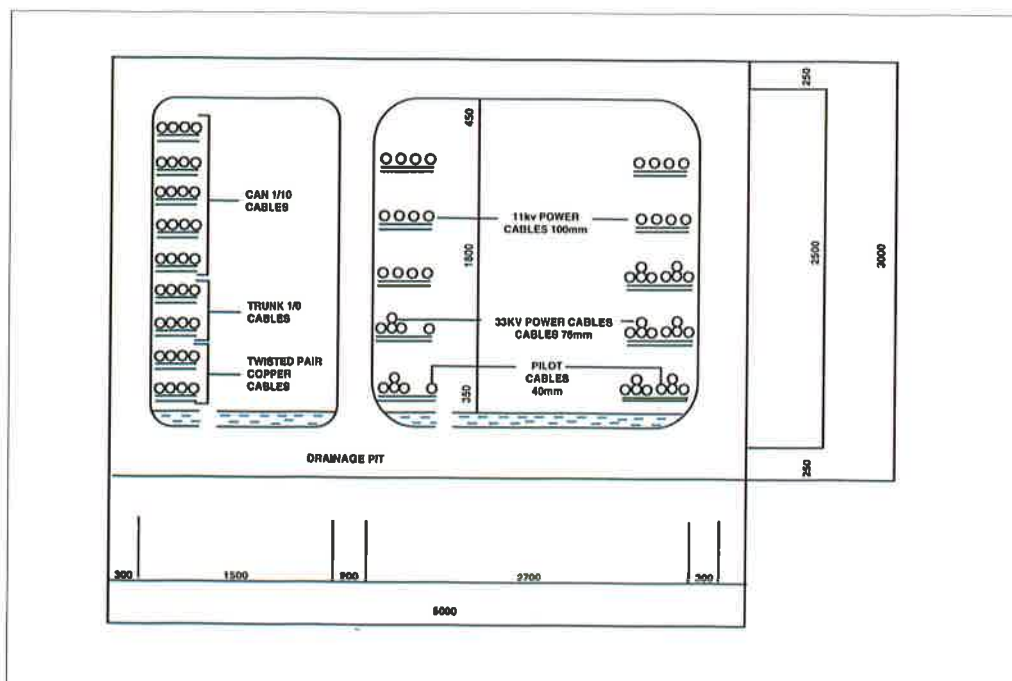 250
450
CAN 1/10
CABLES
11kv POWER
CABLES 100mm
1800
2500
3000
TRUNK 1/0
CABLES
33KV POWER CABLES
CABLES 75mm
TWISTED PAIR
COPPER
CABLES
PILOT
CABLES
40mm
350
DRAINAGE PIT
250
300
1500
200
2700
300
5000